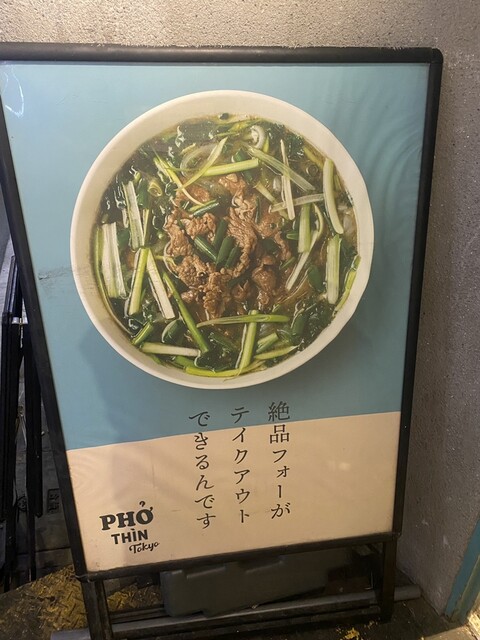 絶品フォーが
テイクアウト
できるんです
PHỞ
THÌN
Tokyo